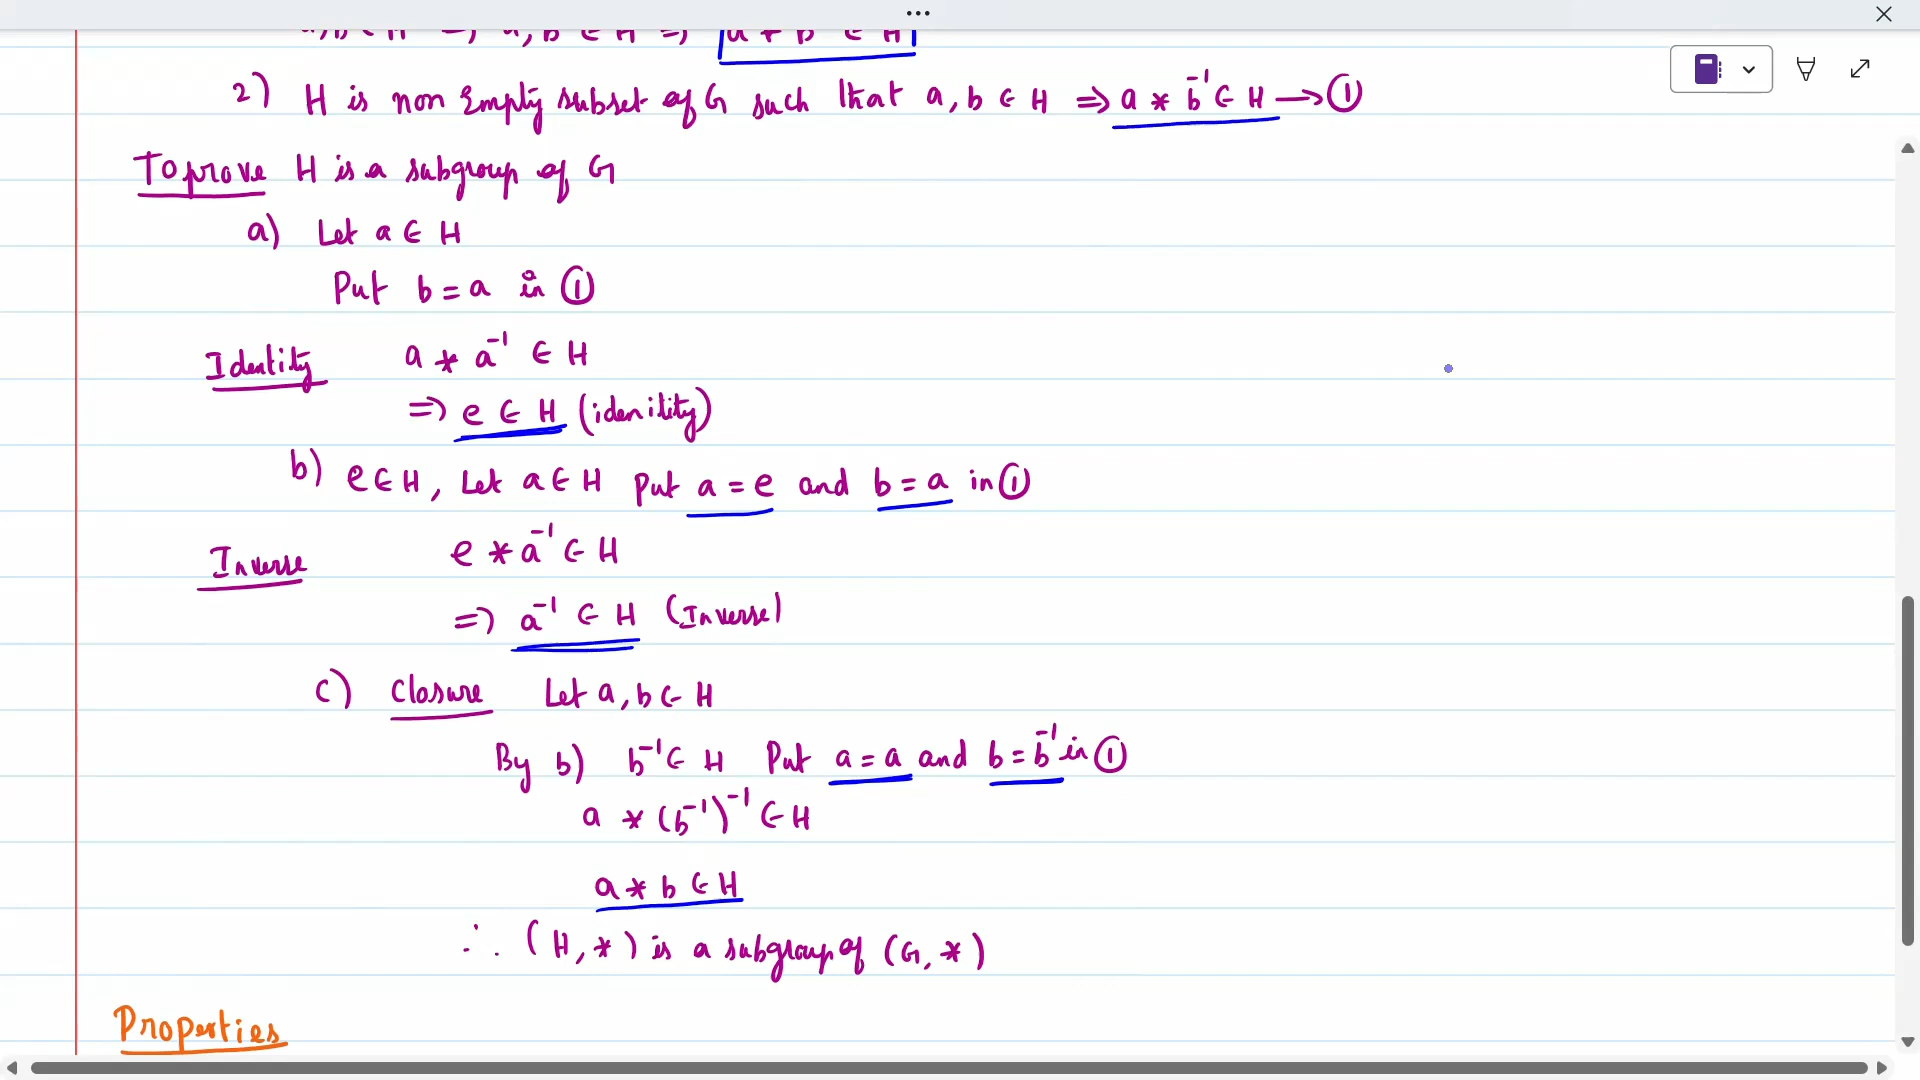 a * b ∈ H
2) H is non Empty subset of G such that a, b ∈ H ⇒ a * b⁻¹ ∈ H → ①
To prove H is a subgroup of G
a) Let a ∈ H
Put b = a in ①
Identity a * a⁻¹ ∈ H
⇒ e ∈ H (idenitity)
b) e ∈ H, Let a ∈ H Put a = e and b = a in ①
Inverse e * a⁻¹ ∈ H
⇒ a⁻¹ ∈ H (Inverse)
c) Closure Let a, b ∈ H
By b) b⁻¹ ∈ H Put a = a and b = b⁻¹ in ①
a * (b⁻¹)⁻¹ ∈ H
a * b ∈ H
∴ (H, *) is a subgroup of (G, *)
Properties